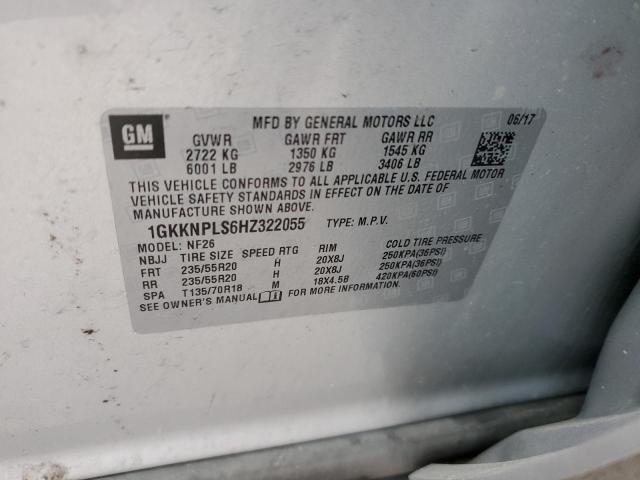 GM
MFD BY GENERAL MOTORS LLC 06/17
GVWR GAWR FRT GAWR RR
2722 KG 1350 KG 1545 KG
6001 LB 2976 LB 3406 LB
THIS VEHICLE CONFORMS TO ALL APPLICABLE U.S. FEDERAL MOTOR
VEHICLE SAFETY STANDARDS IN EFFECT ON THE DATE OF
MANUFACTURE SHOWN ABOVE.
1GKKNPLS6HZ322055 TYPE: M.P.V.
MODEL: NF26
NBJJ TIRE SIZE SPEED RTG RIM COLD TIRE PRESSURE
FRT 235/55R20 H 20X8J 250KPA(36PSI)
RR 235/55R20 H 20X8J 250KPA(36PSI)
SPA T135/70R18 M 18X4.5B 420KPA(60PSI)
SEE OWNER'S MANUAL